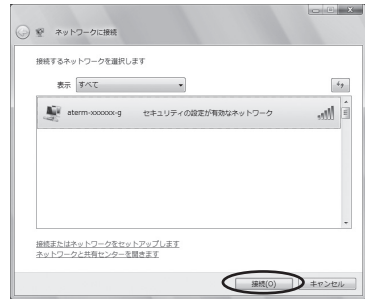 ネットワークに接続
接続するネットワークを選択します
表示 すべて
aterm-xxxxxx-g セキュリティの設定が有効なネットワーク
接続またはネットワークをセットアップします
ネットワークと共有センターを開きます
接続(O) キャンセル